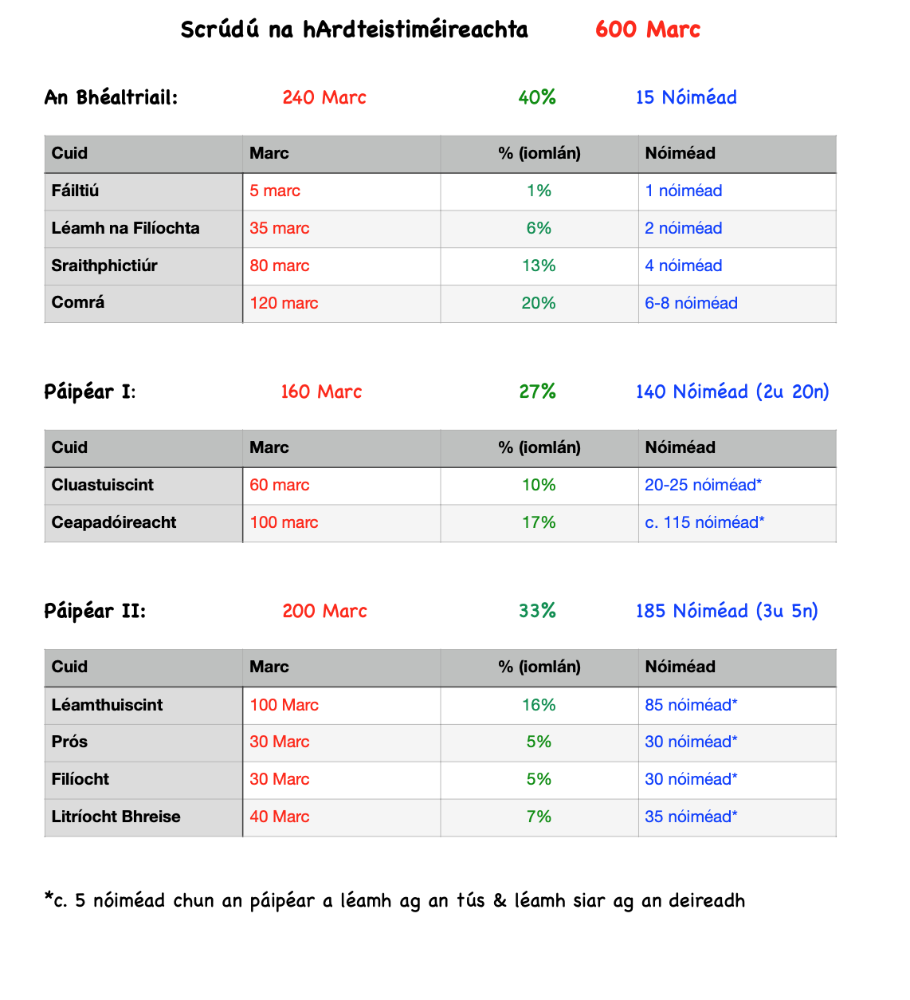 Scrúdú na hArdteistiméireachta 600 Marc
An Bhéaltriail: 240 Marc 40% 15 Nóiméad
Cuid Marc % (iomlán) Nóiméad
Fáiltiú 5 marc 1% 1 nóiméad
Léamh na Filíochta 35 marc 6% 2 nóiméad
Sraithphictiúr 80 marc 13% 4 nóiméad
Comrá 120 marc 20% 6-8 nóiméad
Páipéar I: 160 Marc 27% 140 Nóiméad (2u 20n)
Cuid Marc % (iomlán) Nóiméad
Cluastuiscint 60 marc 10% 20-25 nóiméad*
Ceapadóireacht 100 marc 17% c. 115 nóiméad*
Páipéar II: 200 Marc 33% 185 Nóiméad (3u 5n)
Cuid Marc % (iomlán) Nóiméad
Léamthuiscint 100 Marc 16% 85 nóiméad*
Prós 30 Marc 5% 30 nóiméad*
Filíocht 30 Marc 5% 30 nóiméad*
Litríocht Bhreise 40 Marc 7% 35 nóiméad*
*c. 5 nóiméad chun an páipéar a léamh ag an tús & léamh siar ag an deireadh